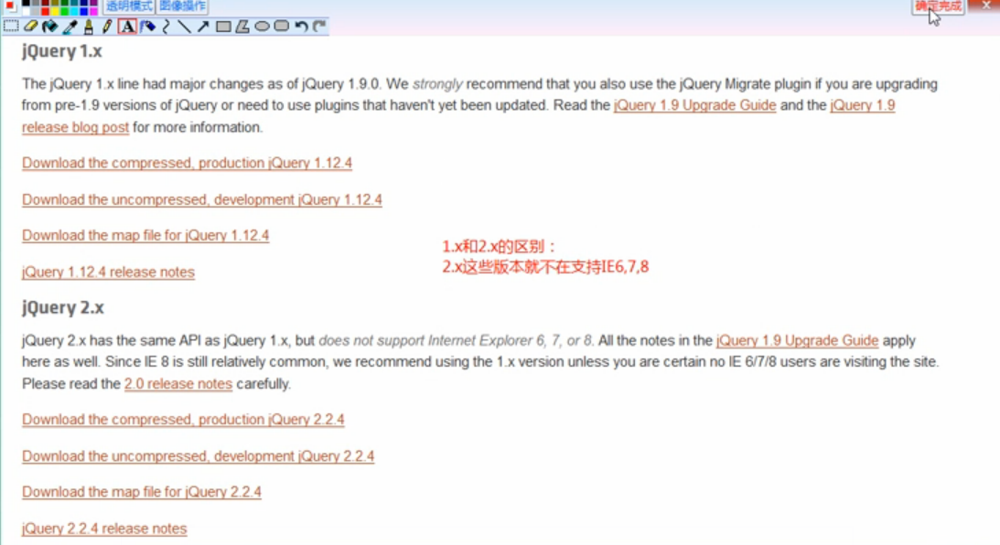 透明模式 图像操作 确定完成
A
jQuery 1.x
The jQuery 1.x line had major changes as of jQuery 1.9.0. We strongly recommend that you also use the jQuery Migrate plugin if you are upgrading
from pre-1.9 versions of jQuery or need to use plugins that haven't yet been updated. Read the jQuery 1.9 Upgrade Guide and the jQuery 1.9
release blog post for more information.
Download the compressed, production jQuery 1.12.4
Download the uncompressed, development jQuery 1.12.4
Download the map file for jQuery 1.12.4
1.x和2.x的区别：
2.x这些版本就不在支持IE6,7,8
jQuery 1.12.4 release notes
jQuery 2.x
jQuery 2.x has the same API as jQuery 1.x, but does not support Internet Explorer 6, 7, or 8. All the notes in the jQuery 1.9 Upgrade Guide apply
here as well. Since IE 8 is still relatively common, we recommend using the 1.x version unless you are certain no IE 6/7/8 users are visiting the site.
Please read the 2.0 release notes carefully.
Download the compressed, production jQuery 2.2.4
Download the uncompressed, development jQuery 2.2.4
Download the map file for jQuery 2.2.4
jQuery 2.2.4 release notes